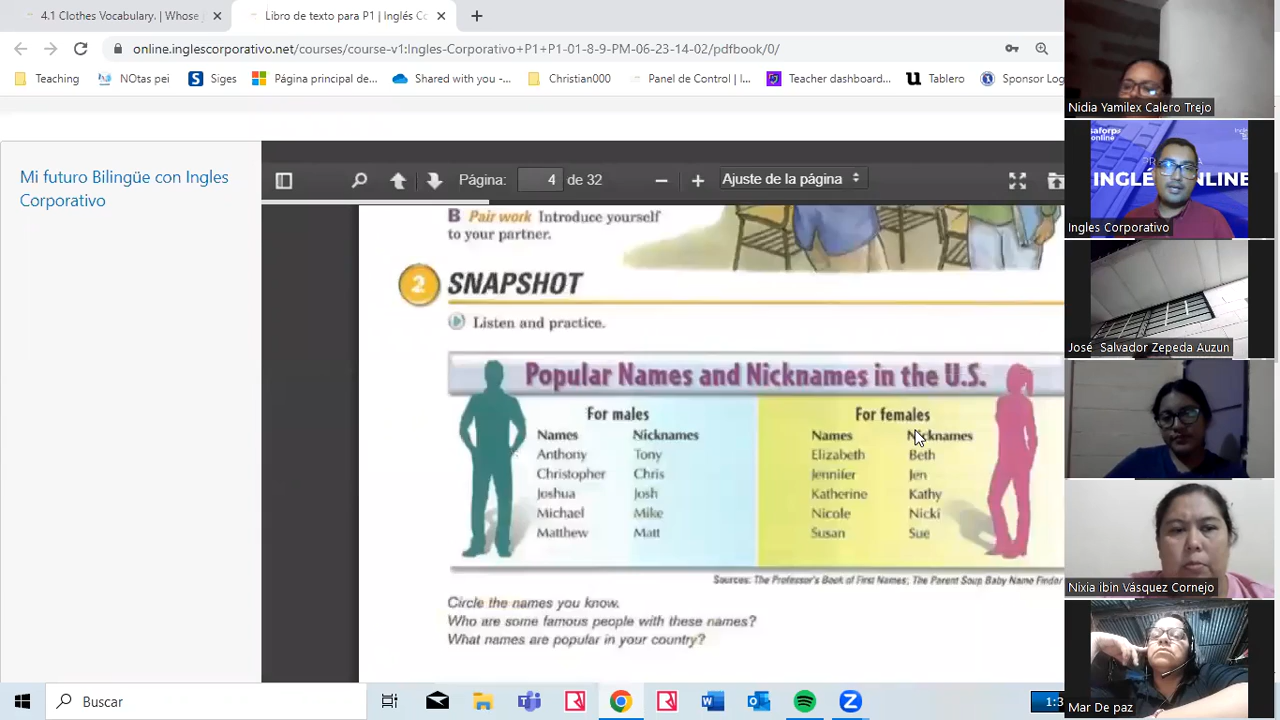 4.1 Clothes Vocabulary. | Whose
Libro de texto para P1 | Inglés Co
online.inglescorporativo.net/courses/course-v1:Ingles-Corporativo+P1+P1-01-8-9-PM-06-23-14-02/pdfbook/0/
Teaching
NOtas pei
Siges
Página principal de...
Shared with you -...
Christian000
Panel de Control | I...
Teacher dashboard...
Tablero
Sponsor Log
Mi futuro Bilingüe con Ingles
Corporativo
Página: 4 de 32
Ajuste de la página
B Pair work Introduce yourself
to your partner.
2 SNAPSHOT
Listen and practice.
Popular Names and Nicknames in the U.S.
For males
Names Nicknames
Anthony Tony
Christopher Chris
Joshua Josh
Michael Mike
Matthew Matt
For females
Names Nicknames
Elizabeth Beth
Jennifer Jen
Katherine Kathy
Nicole Nicki
Susan Sue
Sources: The Professor's Book of First Names; The Parent Soup Baby Name Finder
Circle the names you know.
Who are some famous people with these names?
What names are popular in your country?
Nidia Yamilex Calero Trejo
INGLÉS ONLINE
Ingles Corporativo
José Salvador Zepeda Auzun
Nixia ibin Vásquez Cornejo
Mar De paz
Buscar
1:3